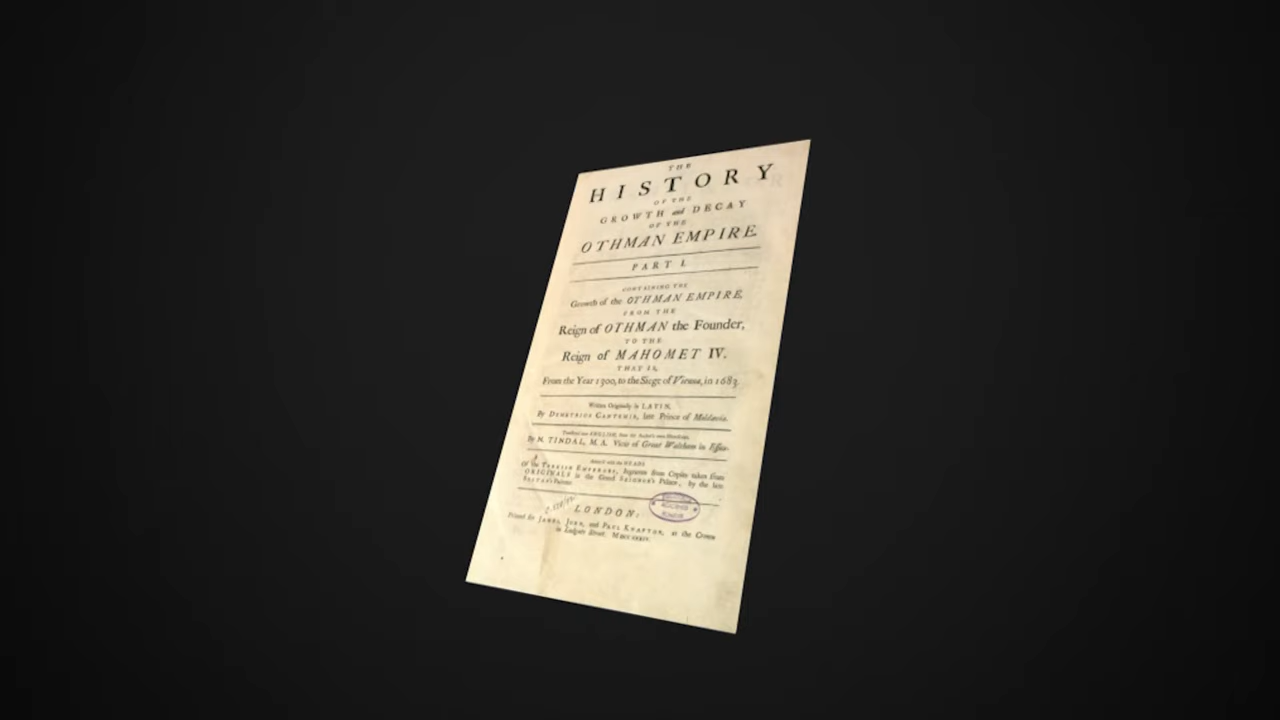 THE
HISTORY
OF THE
GROWTH and DECAY
OF THE
OTHMAN EMPIRE.
PART I.
CONTAINING THE
Growth of the OTHMAN EMPIRE,
FROM THE
Reign of OTHMAN the Founder,
TO THE
Reign of MAHOMET IV.
THAT IS,
From the Year 1300, to the Siege of Vienna, in 1683.
Written Originally in LATIN,
By DEMETRIUS CANTEMIR, late Prince of Moldavia.
Translated into ENGLISH, from the Author's own Manuscript,
By N. TINDAL, M.A. Vicar of Great Waltham in Essex.
Adorn'd with the HEADS
Of the TURKISH EMPERORS, Ingraven from Copies taken from
ORIGINALS in the Grand SEIGNOR'S Palace, by the late
SULTAN'S Painter.
LONDON:
Printed for JAMES, JOHN, and PAUL KNAPTON, at the Crown
in Ludgate Street. MDCCXXXIV.